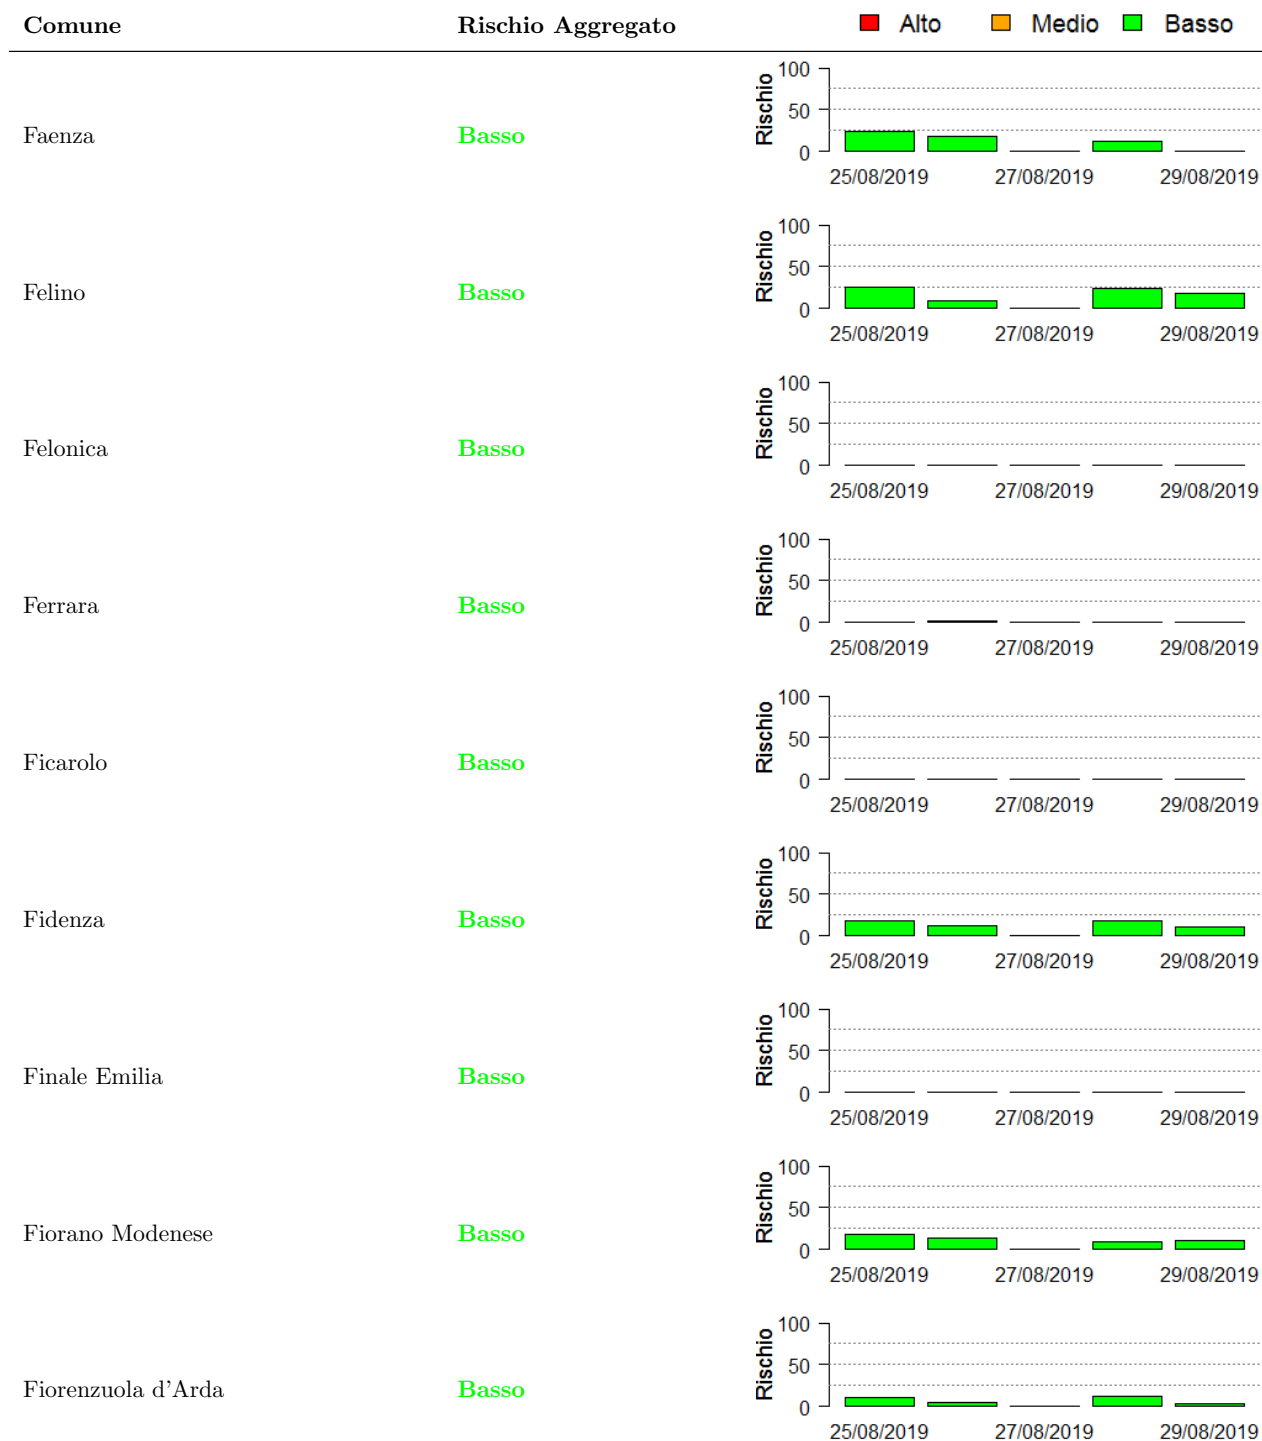 Comune Rischio Aggregato Alto Medio Basso
100
50
0
Rischio
Faenza Basso
25/08/2019 27/08/2019 29/08/2019
100
50
0
Rischio
Felino Basso
25/08/2019 27/08/2019 29/08/2019
100
50
0
Rischio
Felonica Basso
25/08/2019 27/08/2019 29/08/2019
100
50
0
Rischio
Ferrara Basso
25/08/2019 27/08/2019 29/08/2019
100
50
0
Rischio
Ficarolo Basso
25/08/2019 27/08/2019 29/08/2019
100
50
0
Rischio
Fidenza Basso
25/08/2019 27/08/2019 29/08/2019
100
50
0
Rischio
Finale Emilia Basso
25/08/2019 27/08/2019 29/08/2019
100
50
0
Rischio
Fiorano Modenese Basso
25/08/2019 27/08/2019 29/08/2019
100
50
0
Rischio
Fiorenzuola d'Arda Basso
25/08/2019 27/08/2019 29/08/2019